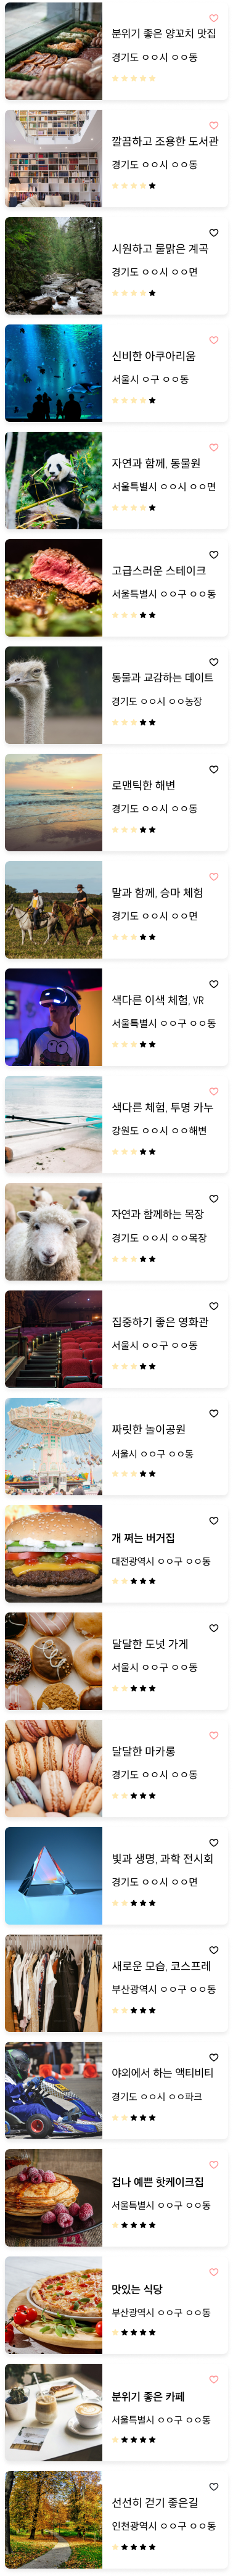 분위기 좋은 양꼬치 맛집
경기도 ㅇㅇ시 ㅇㅇ동
깔끔하고 조용한 도서관
경기도 ㅇㅇ시 ㅇㅇ동
시원하고 물맑은 계곡
경기도 ㅇㅇ시 ㅇㅇ면
신비한 아쿠아리움
서울시 ㅇ구 ㅇㅇ동
자연과 함께, 동물원
서울특별시 ㅇㅇ시 ㅇㅇ면
고급스러운 스테이크
서울특별시 ㅇㅇ구 ㅇㅇ동
동물과 교감하는 데이트
경기도 ㅇㅇ시 ㅇㅇ농장
로맨틱한 해변
경기도 ㅇㅇ시 ㅇㅇ동
말과 함께, 승마 체험
경기도 ㅇㅇ시 ㅇㅇ면
색다른 이색 체험, VR
서울특별시 ㅇㅇ구 ㅇㅇ동
색다른 체험, 투명 카누
강원도 ㅇㅇ시 ㅇㅇ해변
자연과 함께하는 목장
경기도 ㅇㅇ시 ㅇㅇ목장
집중하기 좋은 영화관
서울시 ㅇㅇ구 ㅇㅇ동
짜릿한 놀이공원
서울시 ㅇㅇ구 ㅇㅇ동
개 쩌는 버거집
대전광역시 ㅇㅇ구 ㅇㅇ동
달달한 도넛 가게
서울시 ㅇㅇ구 ㅇㅇ동
달달한 마카롱
경기도 ㅇㅇ시 ㅇㅇ동
빛과 생명, 과학 전시회
경기도 ㅇㅇ시 ㅇㅇ면
새로운 모습, 코스프레
부산광역시 ㅇㅇ구 ㅇㅇ동
야외에서 하는 액티비티
경기도 ㅇㅇ시 ㅇㅇ파크
겁나 예쁜 핫케이크집
서울특별시 ㅇㅇ구 ㅇㅇ동
맛있는 식당
부산광역시 ㅇㅇ구 ㅇㅇ동
분위기 좋은 카페
서울특별시 ㅇㅇ구 ㅇㅇ동
선선히 걷기 좋은길
인천광역시 ㅇㅇ구 ㅇㅇ동